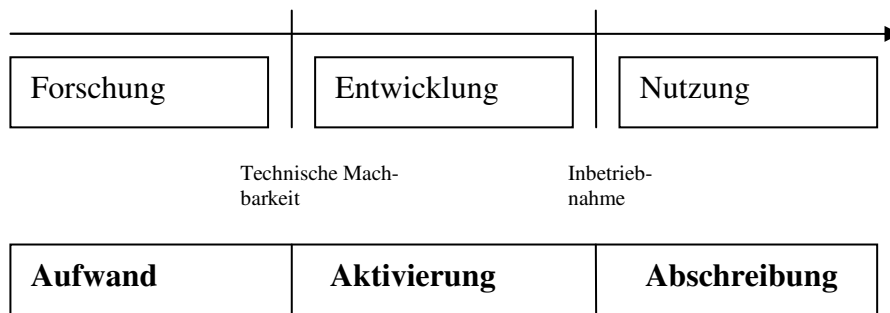 Forschung Entwicklung Nutzung
Technische Mach-
barkeit
Inbetrieb-
nahme
Aufwand Aktivierung Abschreibung